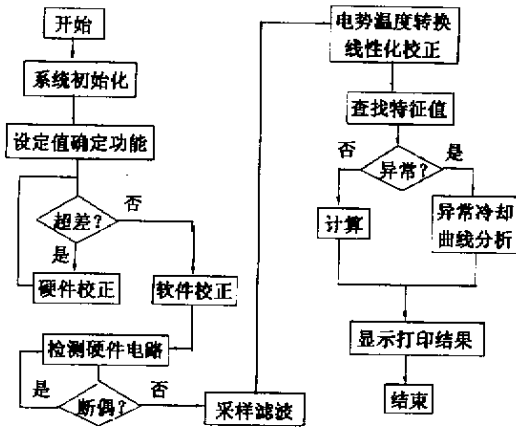 开始
系统初始化
设定值确定功能
超差?
否
是
硬件校正
软件校正
检测硬件电路
是
断偶?
否
采样滤波
电势温度转换
线性化校正
查找特征值
否
异常?
是
计算
异常冷却
曲线分析
显示打印结果
结束